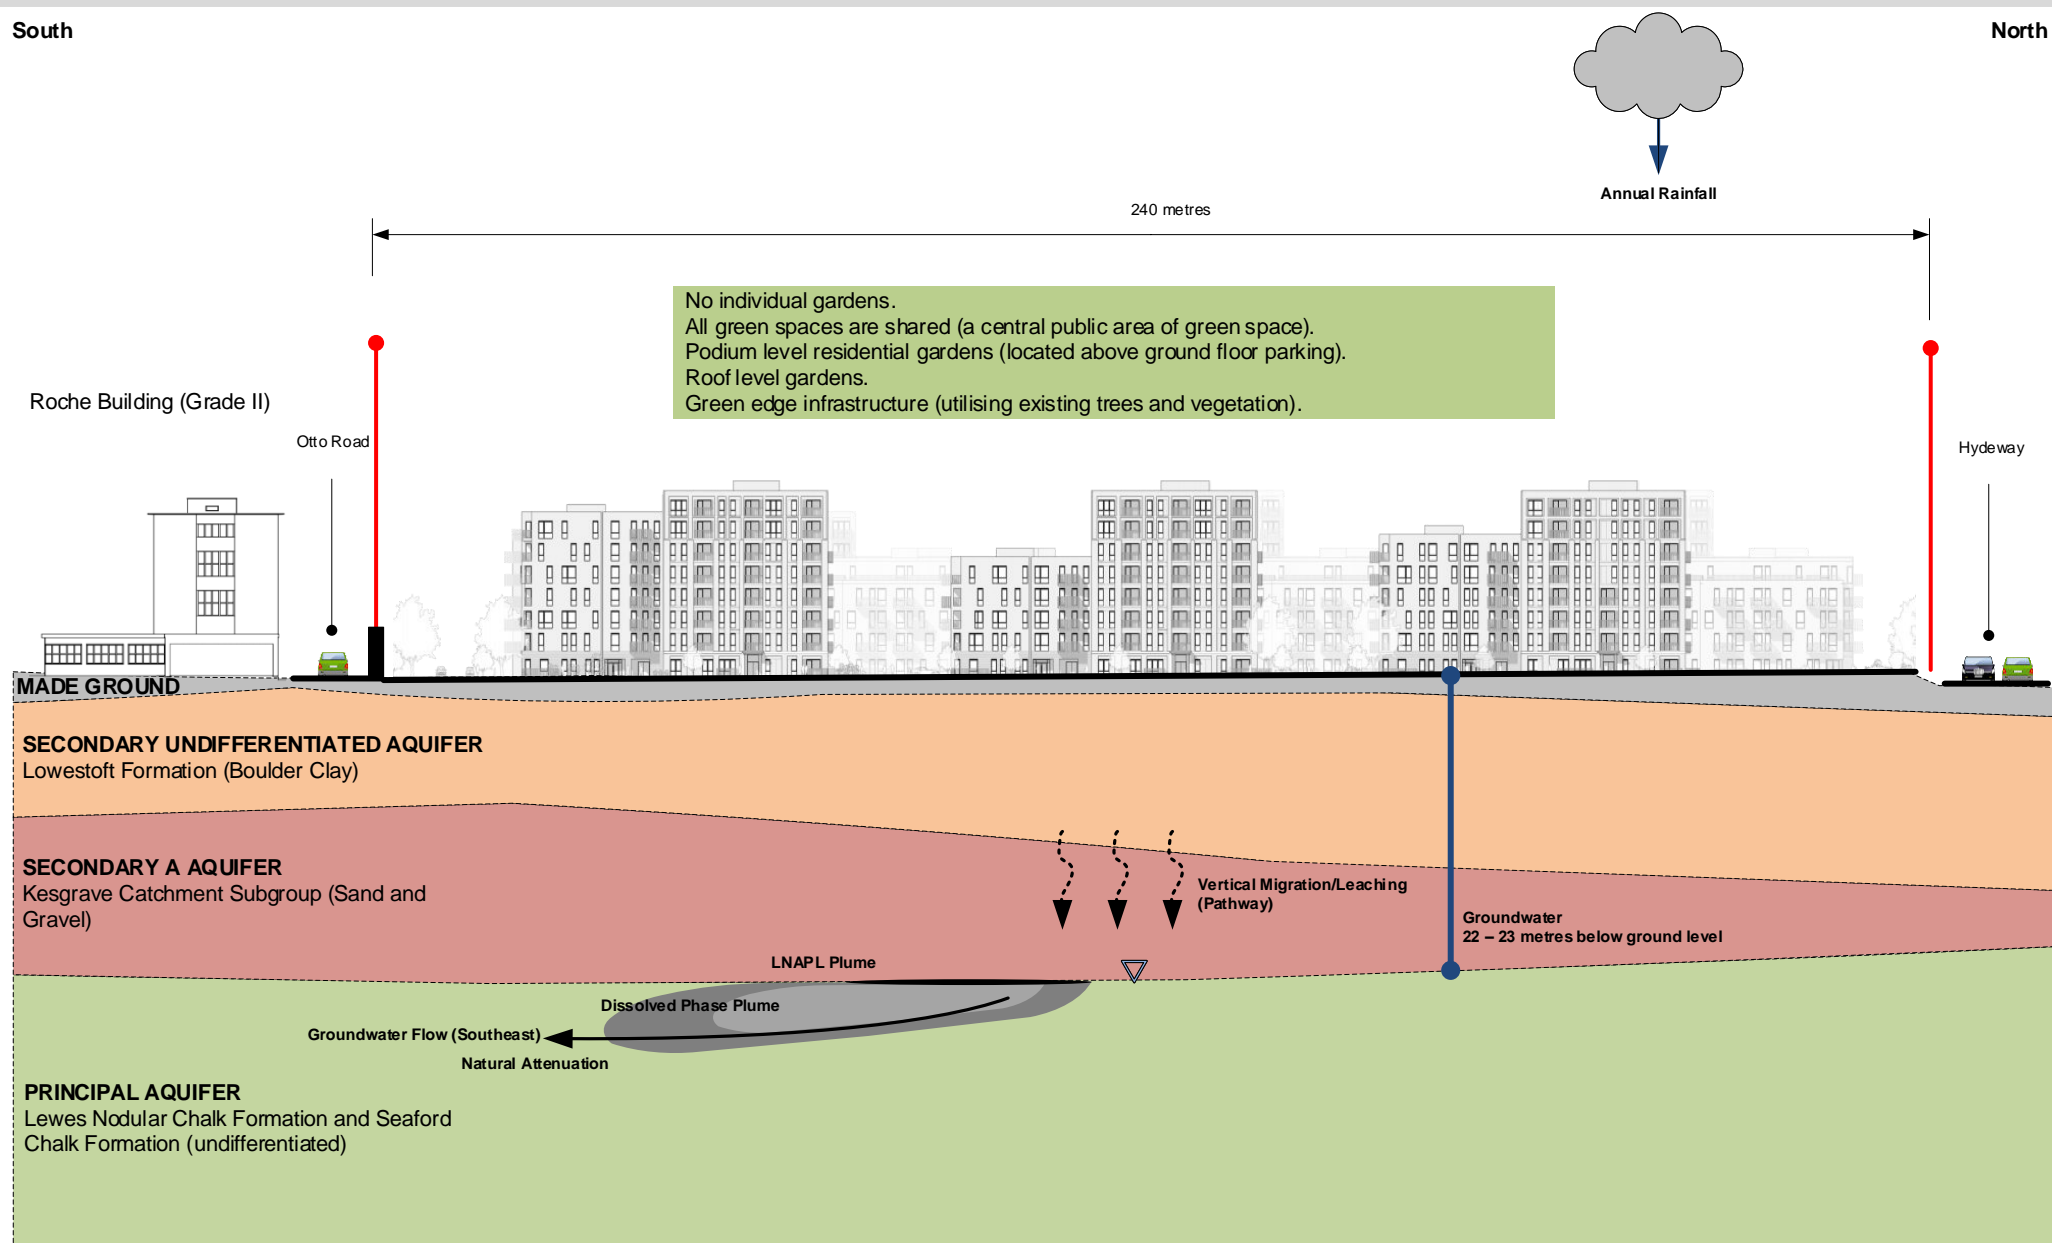 South
North
Annual Rainfall
240 metres
No individual gardens.
All green spaces are shared (a central public area of green space).
Podium level residential gardens (located above ground floor parking).
Roof level gardens.
Green edge infrastructure (utilising existing trees and vegetation).
Roche Building (Grade II)
Otto Road
Hydeway
MADE GROUND
SECONDARY UNDIFFERENTIATED AQUIFER
Lowestoft Formation (Boulder Clay)
SECONDARY A AQUIFER
Kesgrave Catchment Subgroup (Sand and
Gravel)
Vertical Migration/Leaching
(Pathway)
Groundwater
22 – 23 metres below ground level
LNAPL Plume
Dissolved Phase Plume
Groundwater Flow (Southeast)
Natural Attenuation
PRINCIPAL AQUIFER
Lewes Nodular Chalk Formation and Seaford
Chalk Formation (undifferentiated)